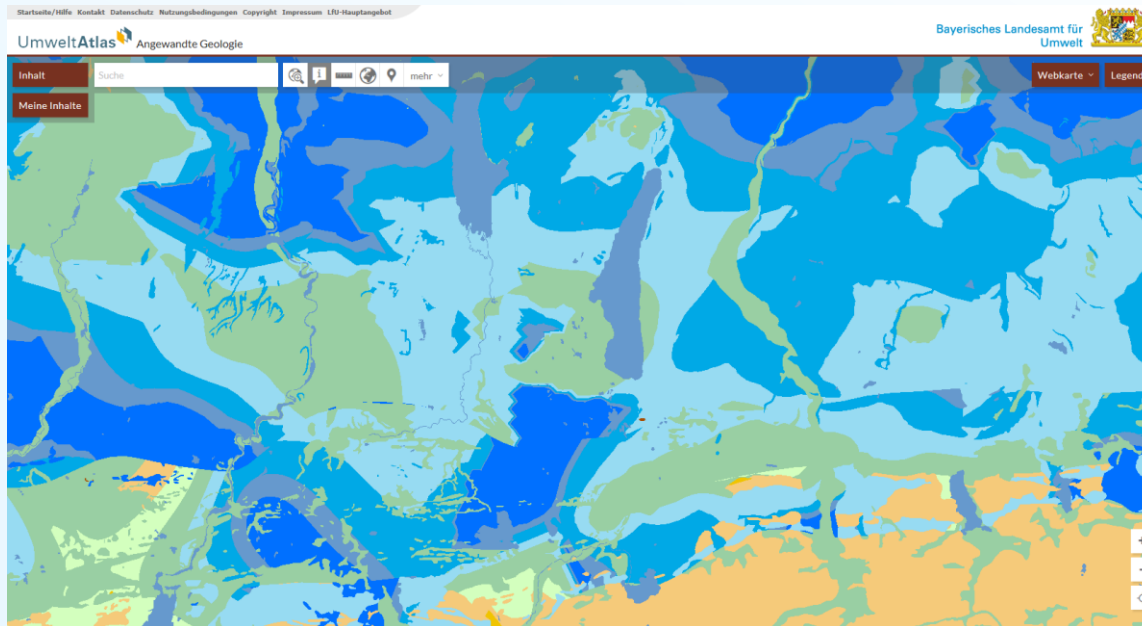 Startseite/Hilfe Kontakt Datenschutz Nutzungsbedingungen Copyright Impressum LfU-Hauptangebot
UmweltAtlas Angewandte Geologie
Bayerisches Landesamt für
Umwelt
Inhalt
Suche
mehr
Webkarte
Legend
Meine Inhalte